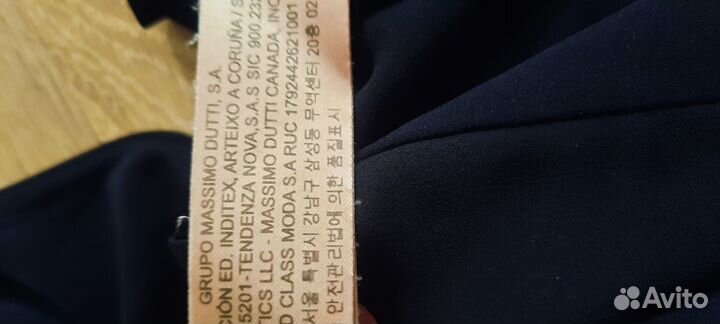 GRUPO MASSIMO DUTTI, S.A.
CIÓN ED. INDITEX, ARTEIXO A CORUÑA / S
5201 -TENDENZA NOVA,S.A.S SIC 900.23
TICS LLC - MASSIMO DUTTI CANADA, INC
D CLASS MODA S.A RUC 1792442621001
서울 특별시 강남구 삼성동 무역센터 20층 02
안전관리법에 의한 품질표시
Avito